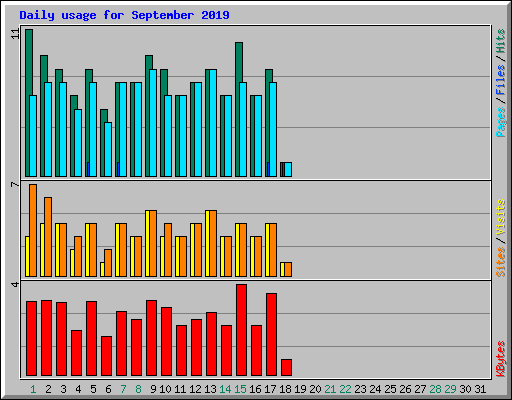 Daily usage for September 2019
11
7
4
Pages / Files / Hits
Sites / Visits
KBytes
1 2 3 4 5 6 7 8 9 10 11 12 13 14 15 16 17 18 19 20 21 22 23 24 25 26 27 28 29 30 31